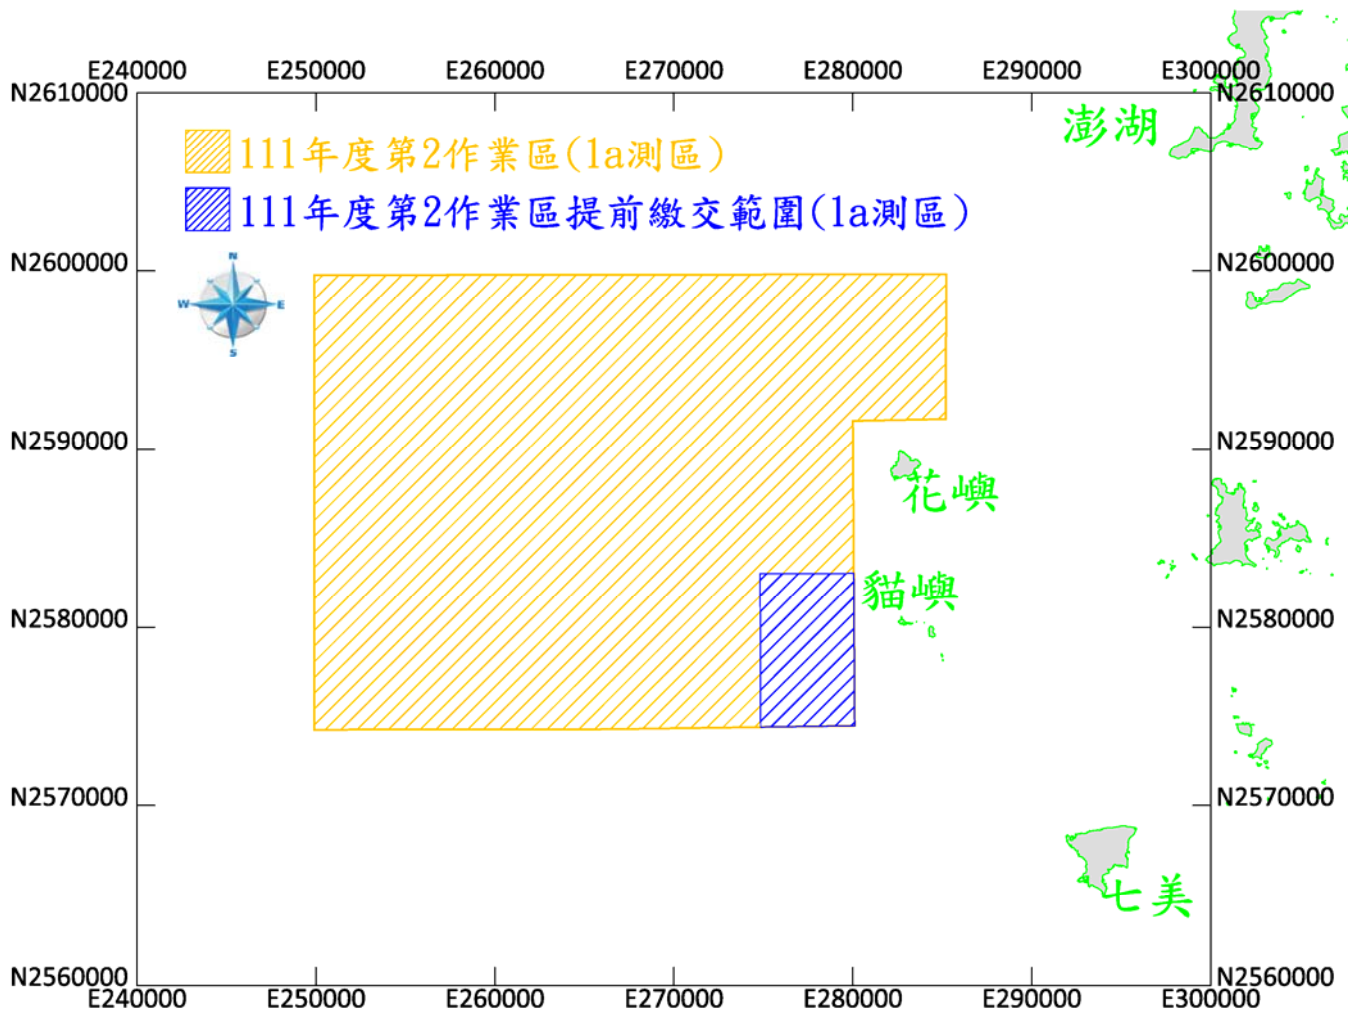 E240000 E250000 E260000 E270000 E280000 E290000 E300000
N2610000 N2610000
澎湖
111年度第2作業區(1a測區)
111年度第2作業區提前繳交範圍(1a測區)
N
W E
S
N2600000 N2600000
N2590000 N2590000
花嶼
貓嶼
N2580000 N2580000
N2570000 N2570000
七美
N2560000 N2560000
E240000 E250000 E260000 E270000 E280000 E290000 E300000